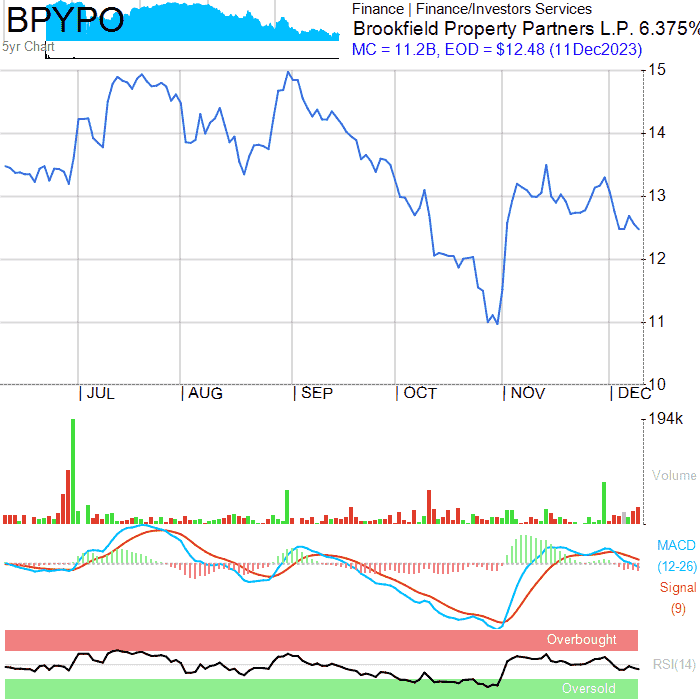 BPYPO
5yr Chart
Finance | Finance/Investors Services
Brookfield Property Partners L.P. 6.375%
MC = 11.2B, EOD = $12.48 (11Dec2023)
15
14
13
12
11
10
| JUL | AUG | SEP | OCT | NOV | DEC
194k
Volume
MACD
(12-26)
Signal
(9)
Overbought
RSI(14)
Oversold